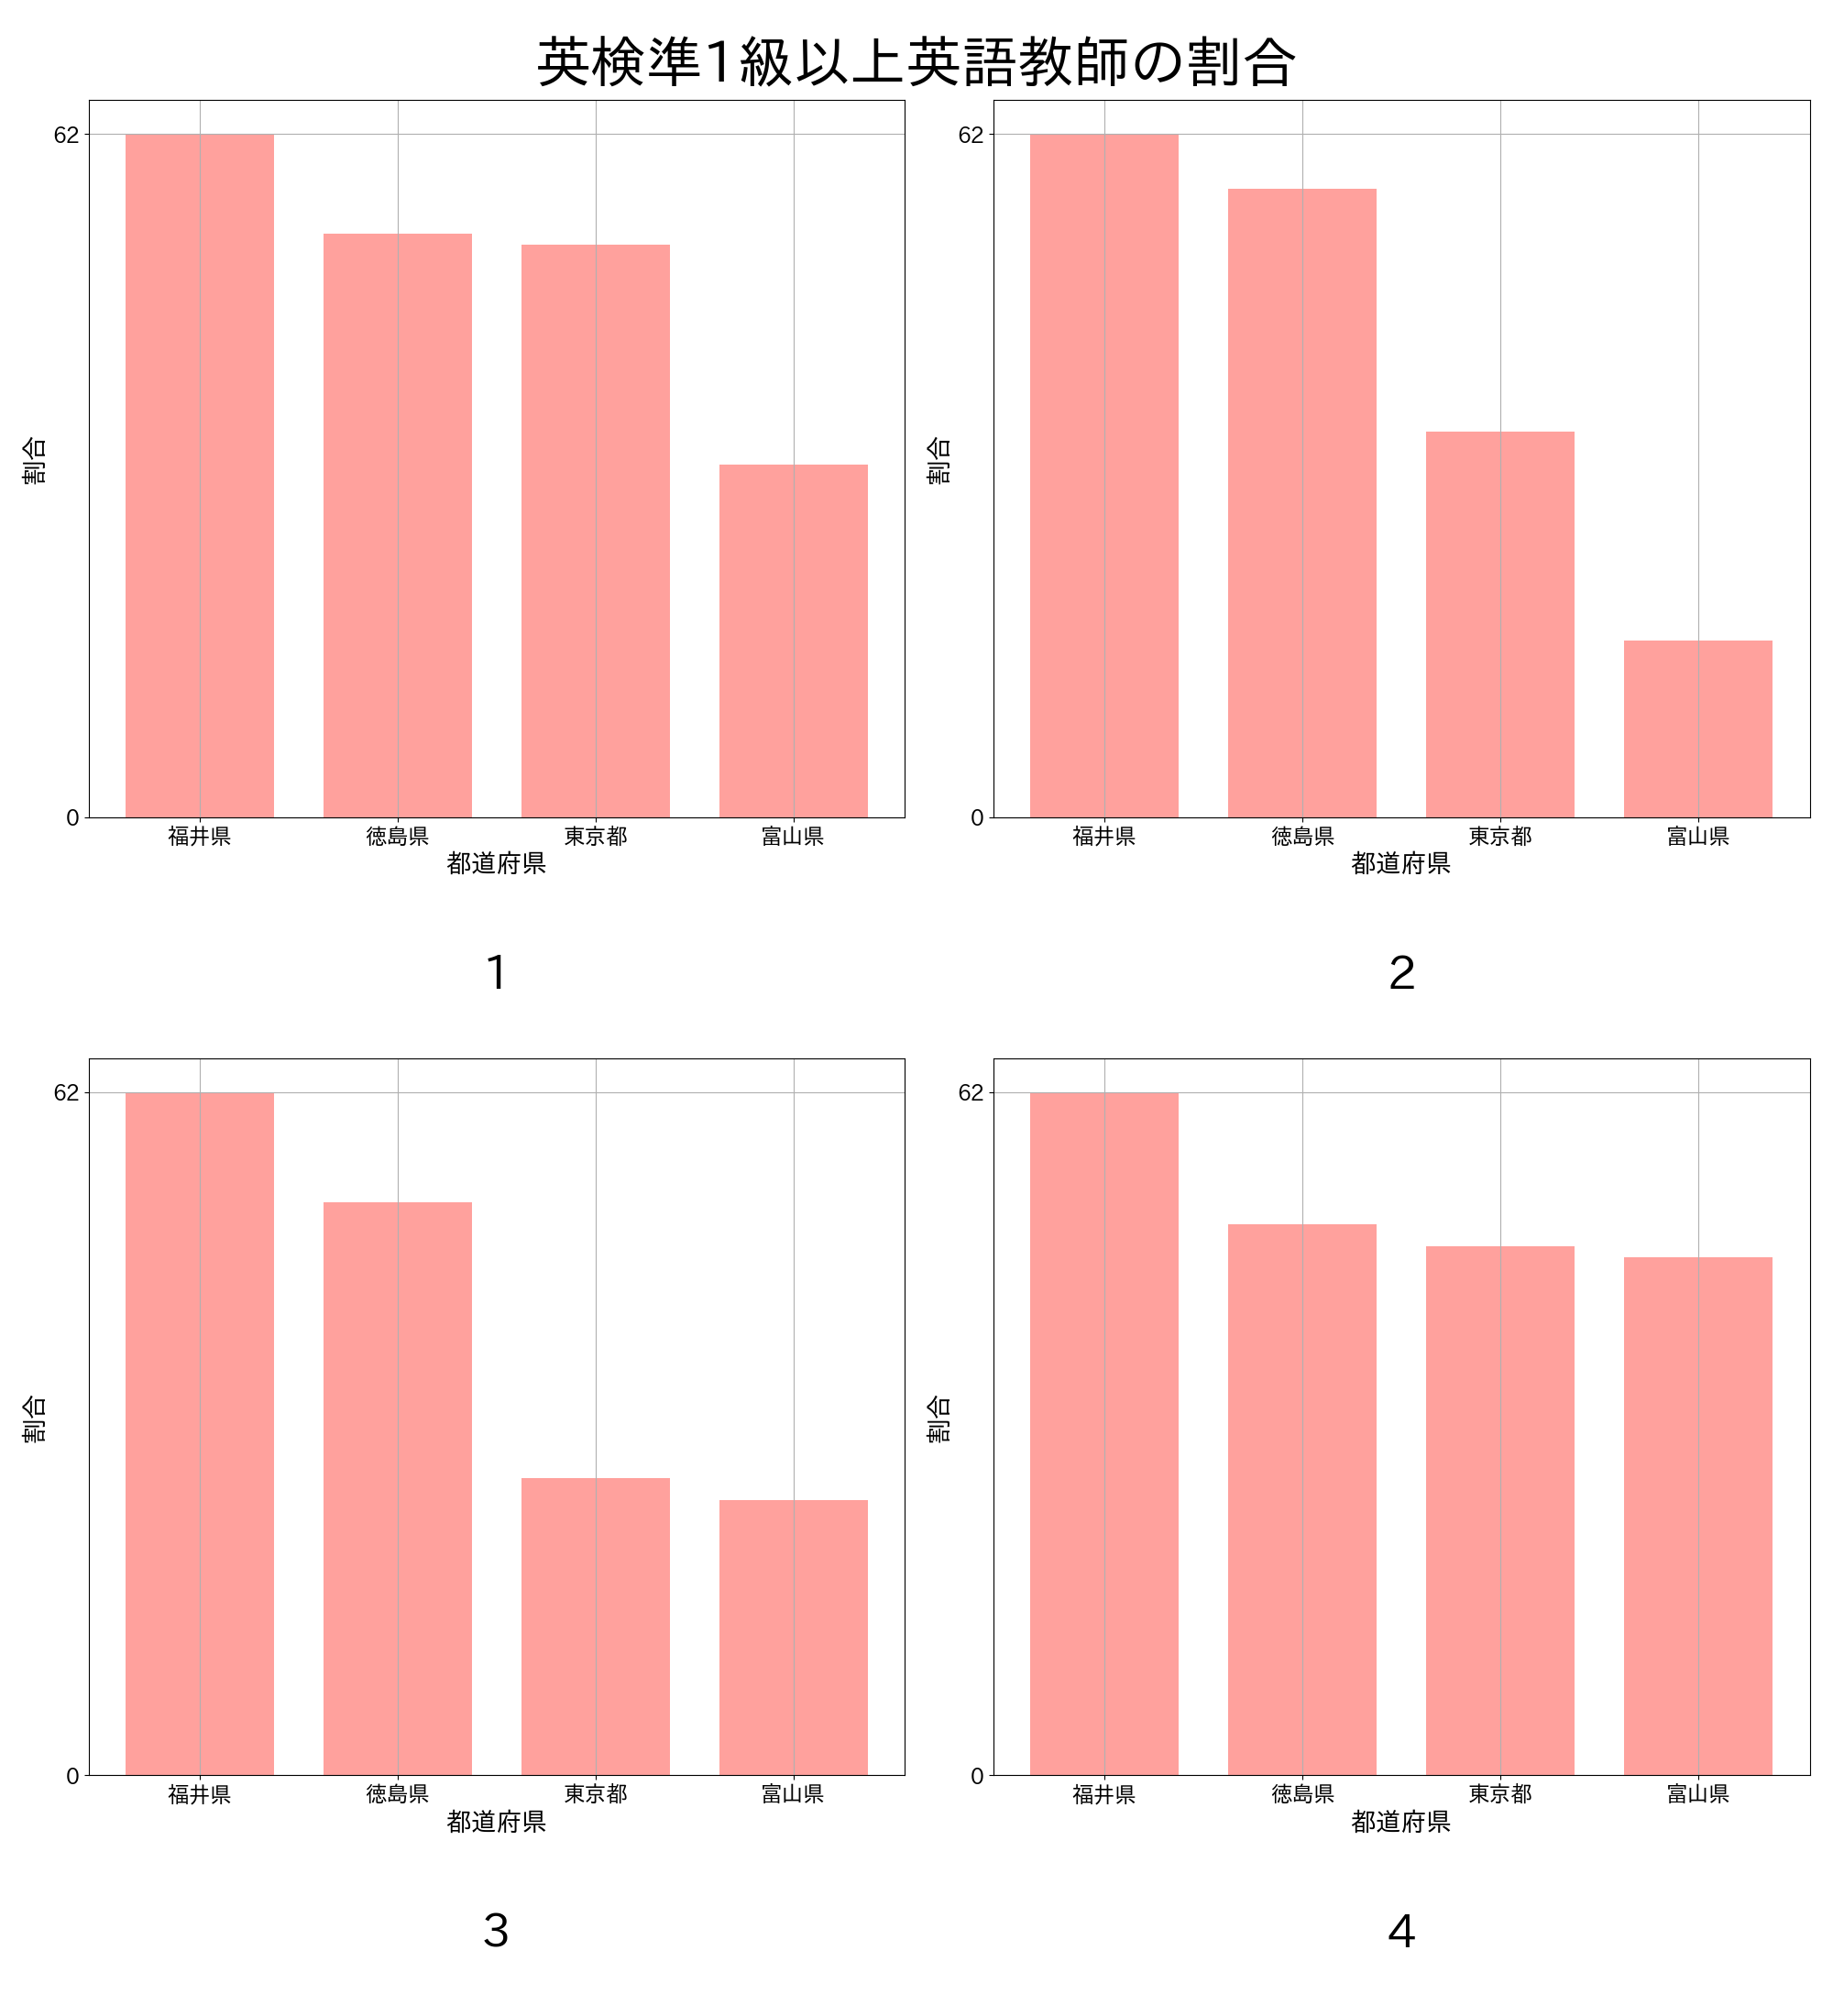 英検準1級以上英語教師の割合
62
0
割合
福井県 徳島県 東京都 富山県
都道府県
1
62
0
割合
福井県 徳島県 東京都 富山県
都道府県
2
62
0
割合
福井県 徳島県 東京都 富山県
都道府県
3
62
0
割合
福井県 徳島県 東京都 富山県
都道府県
4